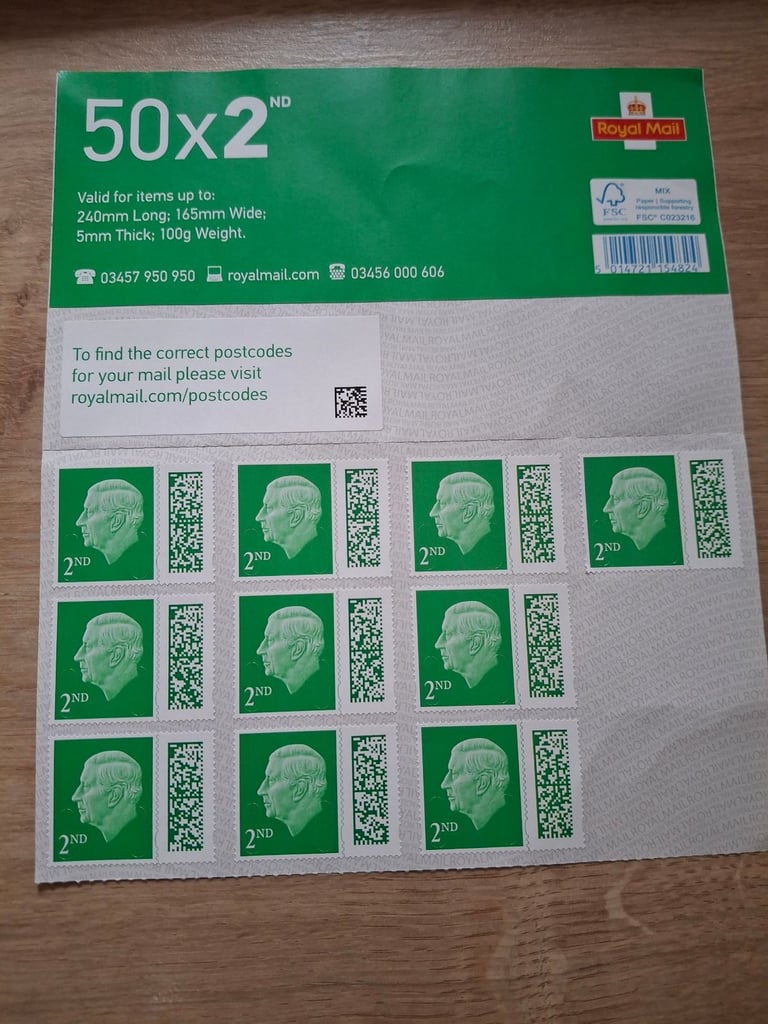 50x2ND
Royal Mail
Valid for items up to:
240mm Long; 165mm Wide;
5mm Thick; 100g Weight.
MIX
Paper | Supporting
responsible forestry
FSC® C023216
FSC
5 014721 154824
03457 950 950 royalmail.com 03456 000 606
To find the correct postcodes
for your mail please visit
royalmail.com/postcodes
2ND 2ND 2ND 2ND
2ND 2ND 2ND
2ND 2ND 2ND